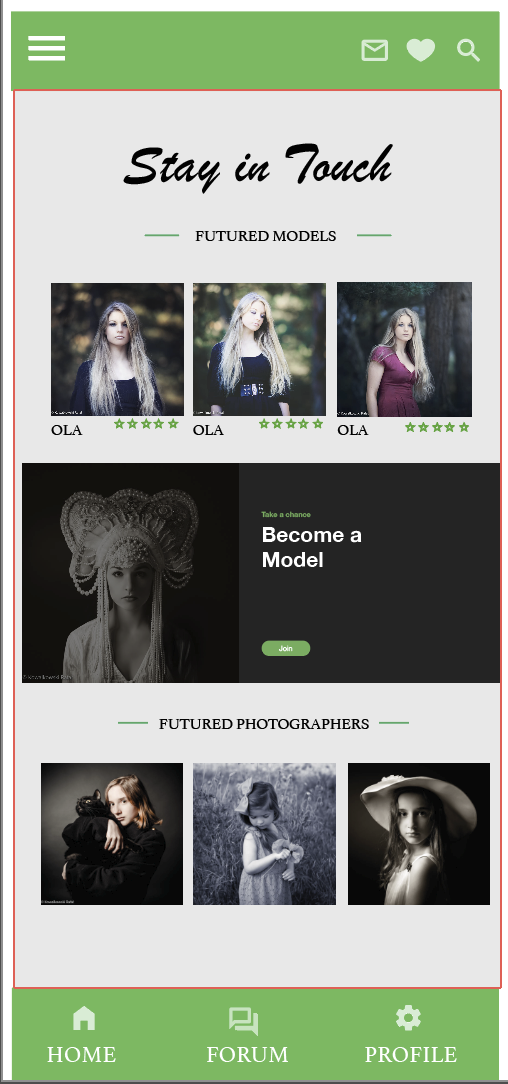 Stay in Touch
FUTURED MODELS
OLA
OLA
OLA
Take a chance
Become a
Model
Join
FUTURED PHOTOGRAPHERS
HOME FORUM PROFILE